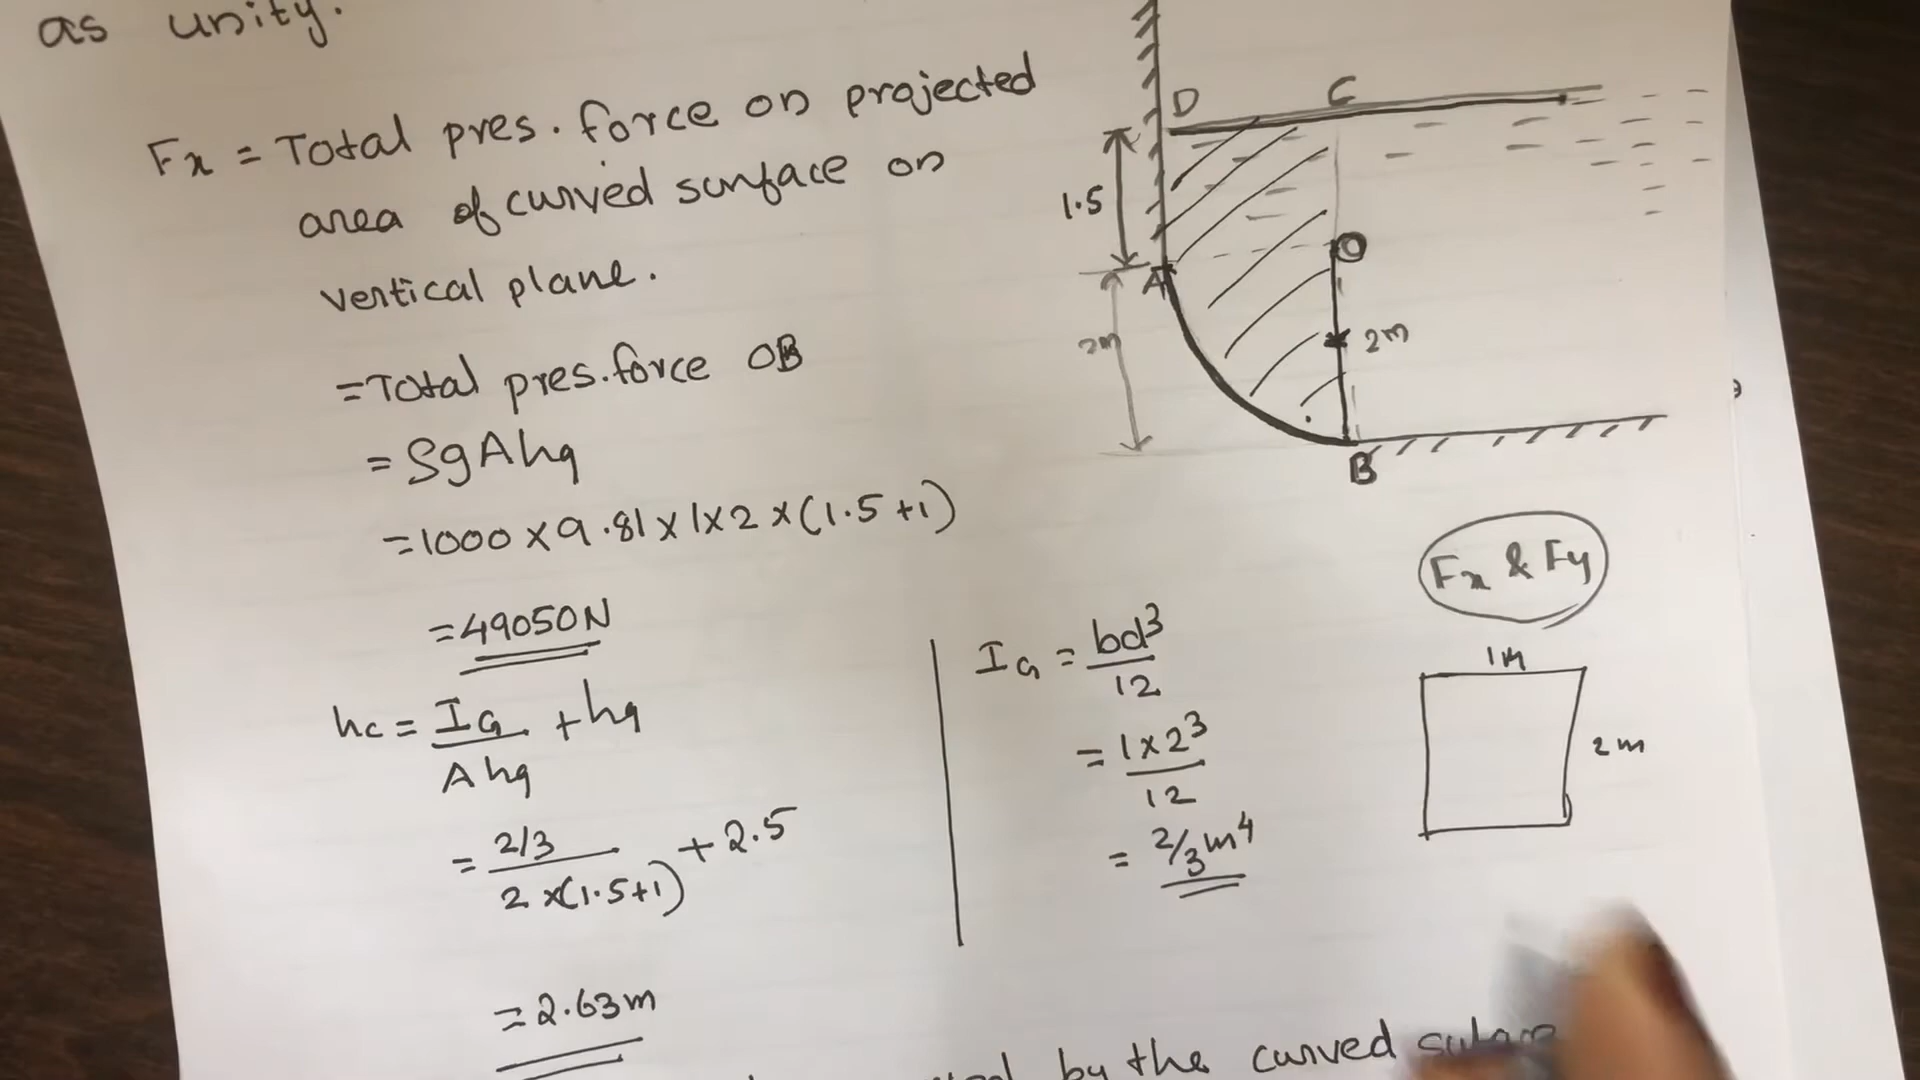 as unity.
Fx = Total pres. force on projected
area of curved surface on
vertical plane.
= Total pres. force OB
= ρgAhg
= 1000 × 9.81 × 1 × 2 × (1.5 + 1)
= 49050N
hc = IG / Ahg + hg
= 2/3 / 2 × (1.5+1) + 2.5
= 2.63m
D C
1.5
O
A
2m
2m
B
Fx & Fy
IG = bd³ / 12
= 1 × 2³ / 12
= 2/3 m⁴
1m
2m
by the curved